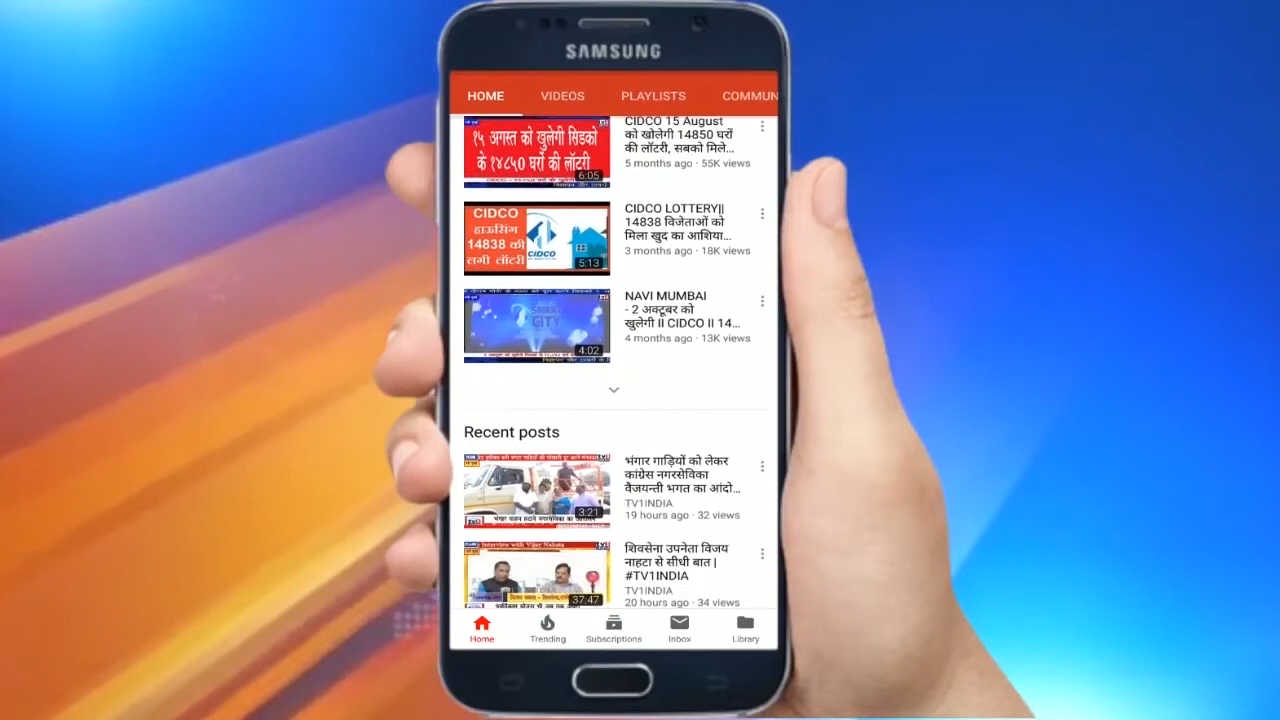 SAMSUNG
HOME VIDEOS PLAYLISTS COMMUN
१५ अगस्त को खुलेगी सिडको
के १४८५० घरों की लॉटरी
6:05
CIDCO 15 August
को खोलेगी 14850 घरों
की लॉटरी, सबको मिले...
5 months ago · 55K views
CIDCO
हाऊसिंग
14838 की
लगी लॉटरी
CIDCO
5:13
CIDCO LOTTERY||
14838 विजेताओं को
मिला खुद का आशिया...
3 months ago · 18K views
SMART
CITY
4:02
NAVI MUMBAI
- 2 अक्टूबर को
खुलेगी II CIDCO II 14...
4 months ago · 13K views
Recent posts
3:21
भंगार गाड़ियों को लेकर
कांग्रेस नगरसेविका
वैजयन्ती भगत का आंदो...
TV1INDIA
19 hours ago · 32 views
Interview with Vijay Nahata
37:47
शिवसेना उपनेता विजय
नाहटा से सीधी बात |
#TV1INDIA
TV1INDIA
20 hours ago · 34 views
Home Trending Subscriptions Inbox Library